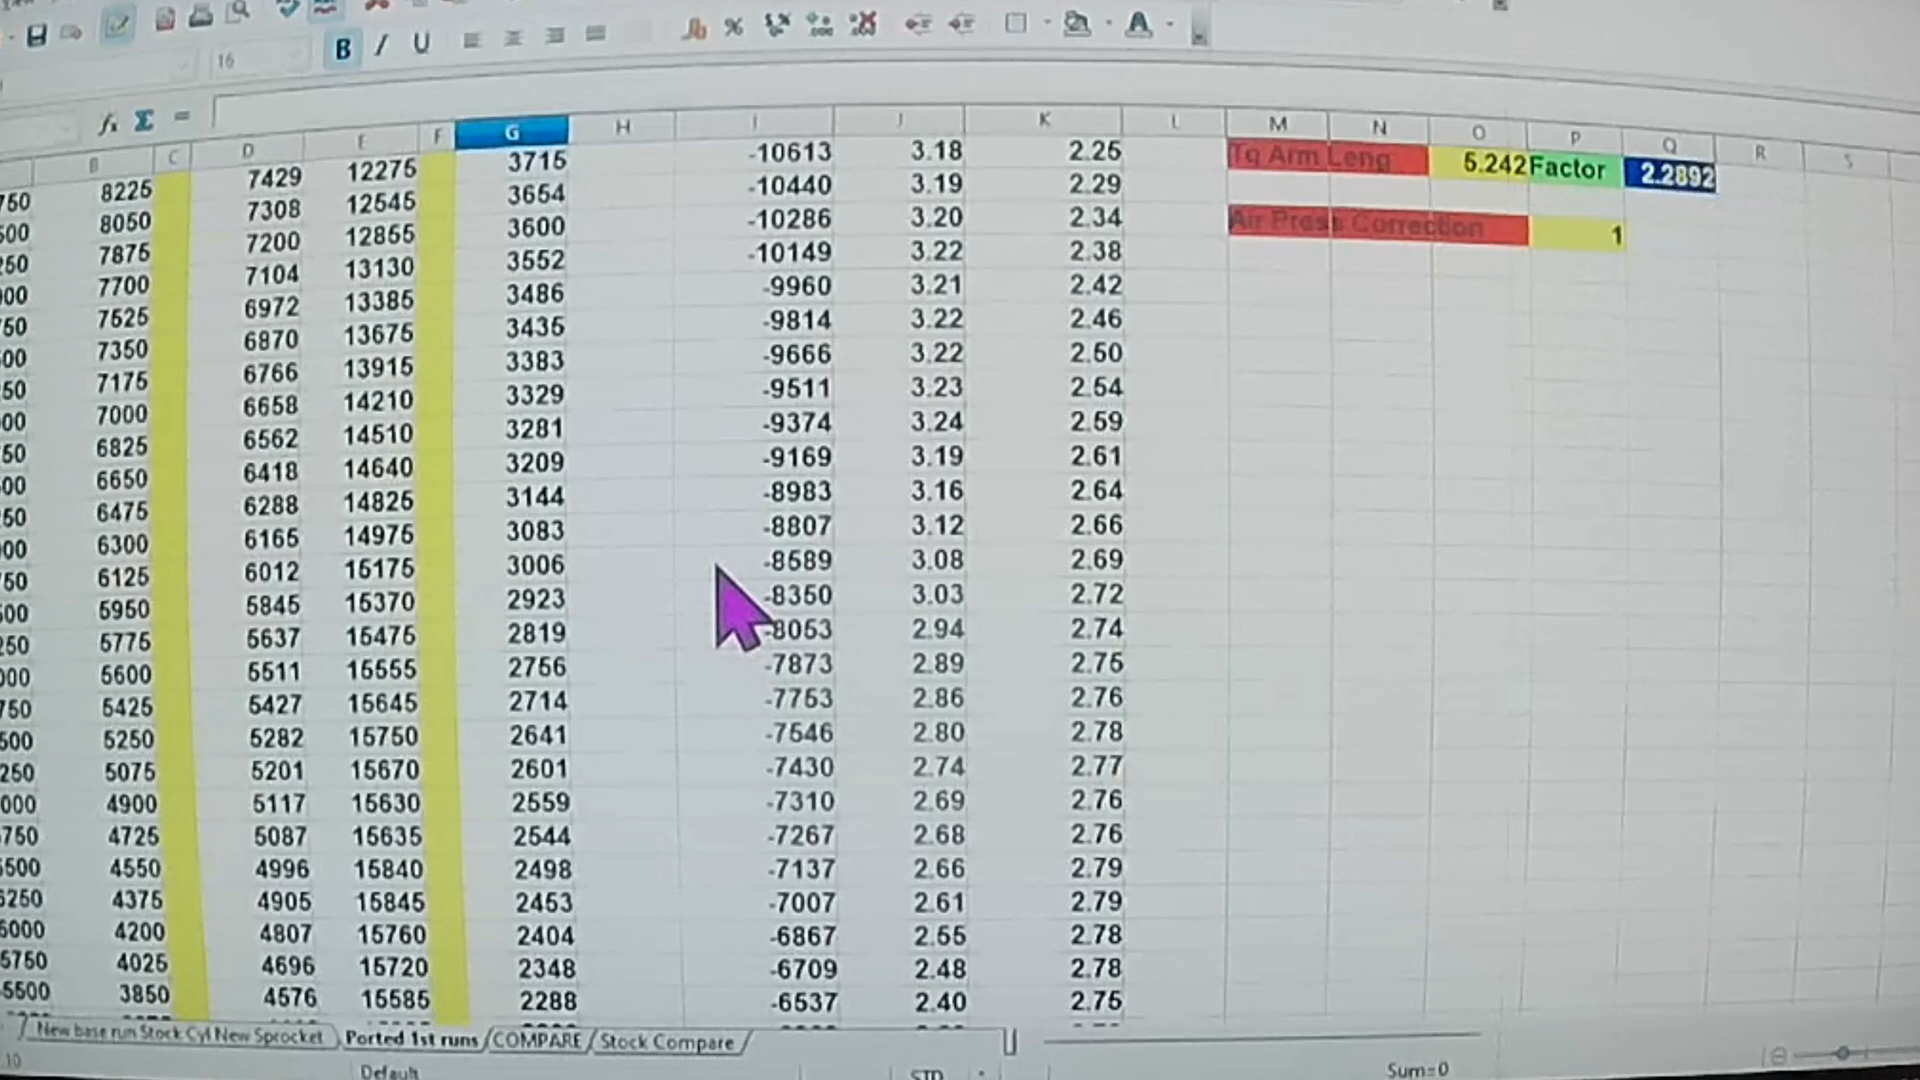 16 B I U
B C D E F G H I J K L M N O P Q R S
8225 7429 12275 3715 -10613 3.18 2.25 Tq Arm Leng 5.242 Factor 2.2892
8050 7308 12545 3654 -10440 3.19 2.29
7875 7200 12855 3600 -10286 3.20 2.34 Air Press Correction 1
7700 7104 13130 3552 -10149 3.22 2.38
7525 6972 13385 3486 -9960 3.21 2.42
7350 6870 13675 3435 -9814 3.22 2.46
7175 6766 13915 3383 -9666 3.22 2.50
7000 6658 14210 3329 -9511 3.23 2.54
6825 6562 14510 3281 -9374 3.24 2.59
6650 6418 14640 3209 -9169 3.19 2.61
6475 6288 14825 3144 -8983 3.16 2.64
6300 6165 14975 3083 -8807 3.12 2.66
6125 6012 15175 3006 -8589 3.08 2.69
5950 5845 15370 2923 -8350 3.03 2.72
5775 5637 15475 2819 -8053 2.94 2.74
5600 5511 15555 2756 -7873 2.89 2.75
5425 5427 15645 2714 -7753 2.86 2.76
5250 5282 15750 2641 -7546 2.80 2.78
5075 5201 15670 2601 -7430 2.74 2.77
4900 5117 15630 2559 -7310 2.69 2.76
4725 5087 15635 2544 -7267 2.68 2.76
4550 4996 15840 2498 -7137 2.66 2.79
4375 4905 15845 2453 -7007 2.61 2.79
4200 4807 15760 2404 -6867 2.55 2.78
5750 4025 4696 15720 2348 -6709 2.48 2.78
5500 3850 4576 15585 2288 -6537 2.40 2.75
New base run Stock Cyl New Sprocket Ported 1st runs COMPARE Stock Compare
10 Default STD Sum=0